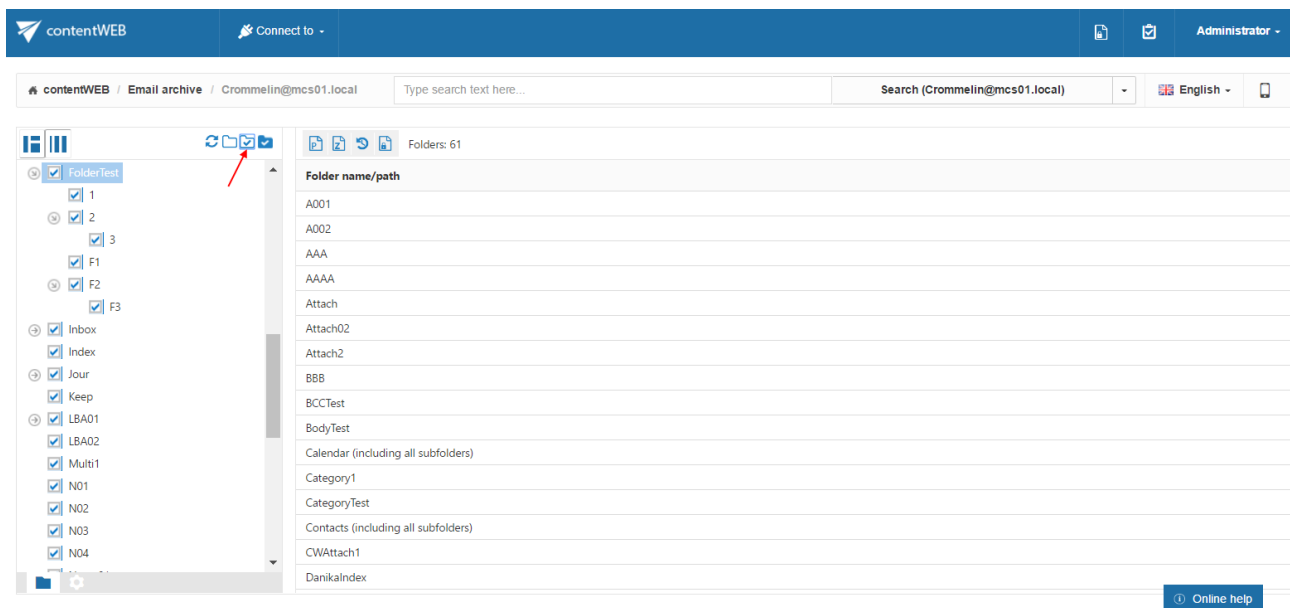 contentWEB
Connect to
Administrator
contentWEB / Email archive / Crommelin@mcs01.local
Type search text here...
Search (Crommelin@mcs01.local)
English
FolderTest
1
2
3
F1
F2
F3
Inbox
Index
Jour
Keep
LBA01
LBA02
Multi1
N01
N02
N03
N04
P
Z
Folders: 61
Folder name/path
A001
A002
AAA
AAAA
Attach
Attach02
Attach2
BBB
BCCTest
BodyTest
Calendar (including all subfolders)
Category1
CategoryTest
Contacts (including all subfolders)
CWAttach1
DanikaIndex
Online help